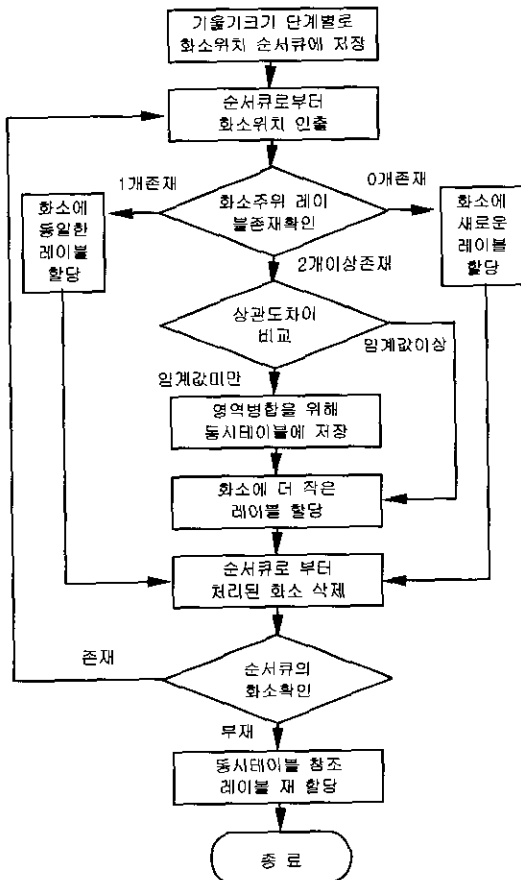 기울기크기 단계별로
화소위치 순서큐에 저장
순서큐로부터
화소위치 인출
1개존재
0개존재
화소주위 레이
블존재확인
화소에
동일한
레이블
할당
화소에
새로운
레이블
할당
2개이상존재
상관도차이
비교
임계값이상
임계값미만
영역병합을 위해
동시테이블에 저장
화소에 더 작은
레이블 할당
순서큐로 부터
처리된 화소 삭제
존재
순서큐의
화소확인
부재
동시테이블 참조
레이블 재 할당
종 료